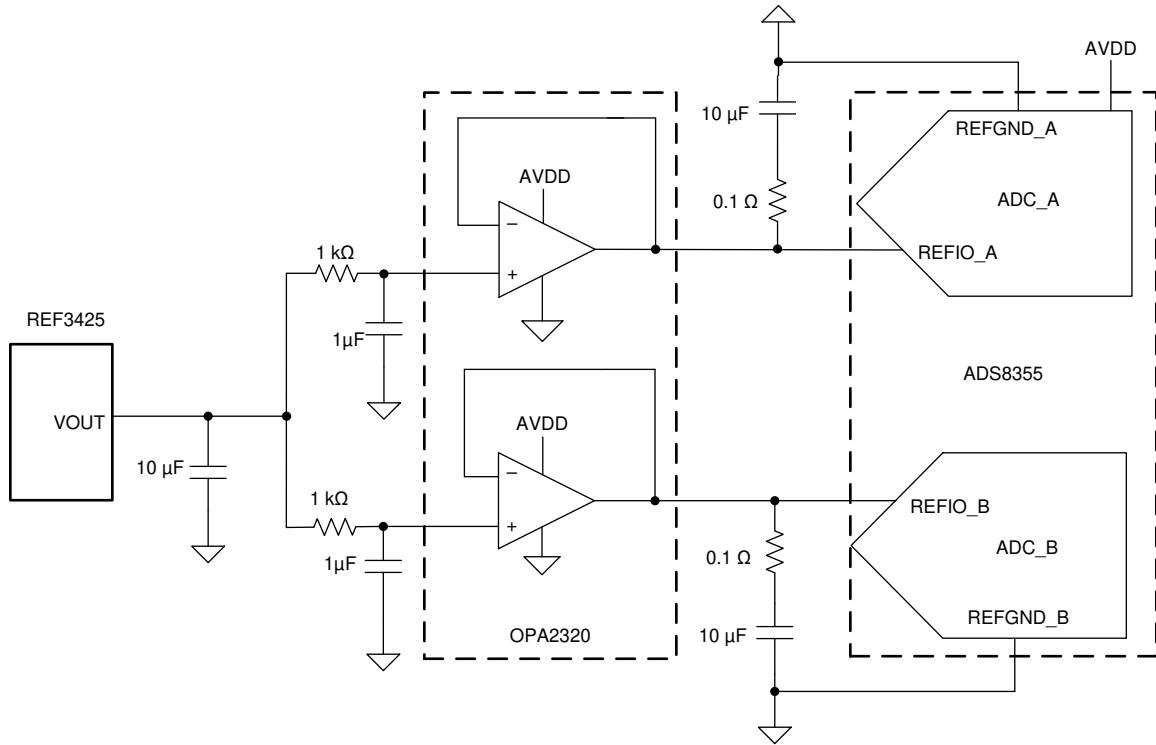 AVDD
10 µF
REFGND_A
AVDD
0.1 Ω
ADC_A
−
1 kΩ
+
REFIO_A
REF3425
1µF
ADS8355
VOUT
AVDD
10 µF
−
1 kΩ
REFIO_B
+
0.1 Ω
ADC_B
1µF
REFGND_B
OPA2320
10 µF